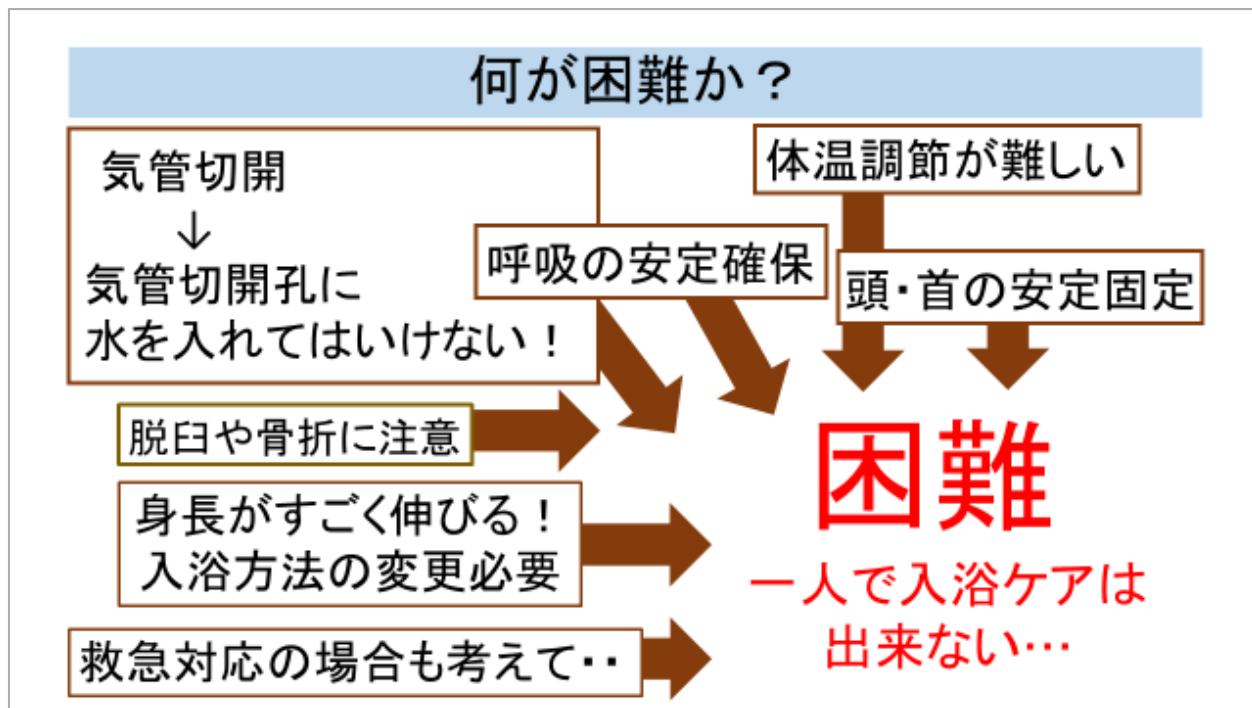 何が困難か？
気管切開
↓
気管切開孔に
水を入れてはいけない！
体温調節が難しい
呼吸の安定確保
頭・首の安定固定
脱臼や骨折に注意
身長がすごく伸びる！
入浴方法の変更必要
救急対応の場合も考えて・・
困難
一人で入浴ケアは
出来ない…